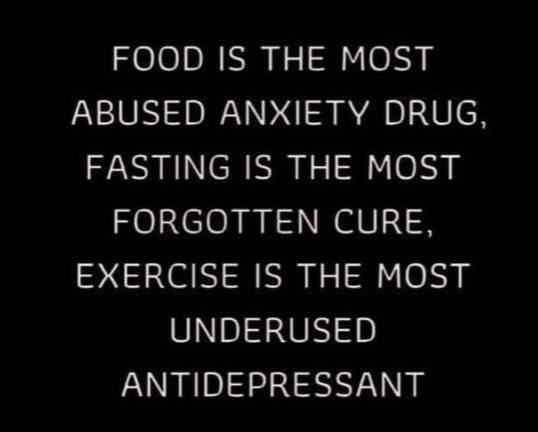 FOOD IS THE MOST
ABUSED ANXIETY DRUG,
FASTING IS THE MOST
FORGOTTEN CURE,
EXERCISE IS THE MOST
UNDERUSED
ANTIDEPRESSANT